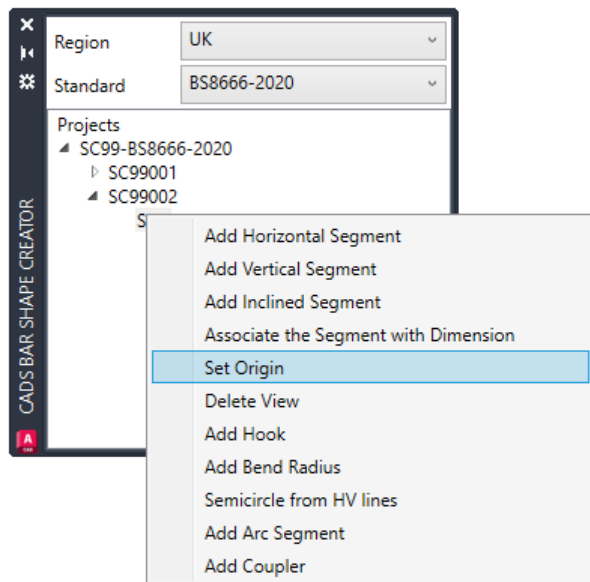 Region
UK
Standard
BS8666-2020
Projects
SC99-BS8666-2020
SC99001
SC99002
Add Horizontal Segment
Add Vertical Segment
Add Inclined Segment
Associate the Segment with Dimension
Set Origin
Delete View
Add Hook
Add Bend Radius
Semicircle from HV lines
Add Arc Segment
Add Coupler
CADS BAR SHAPE CREATOR
A